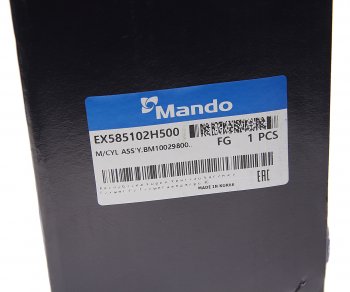 Mando
EX585102H500
FG 1 PCS
M/CYL ASS'Y.BM10029800..
MADE IN KOREA
EAC